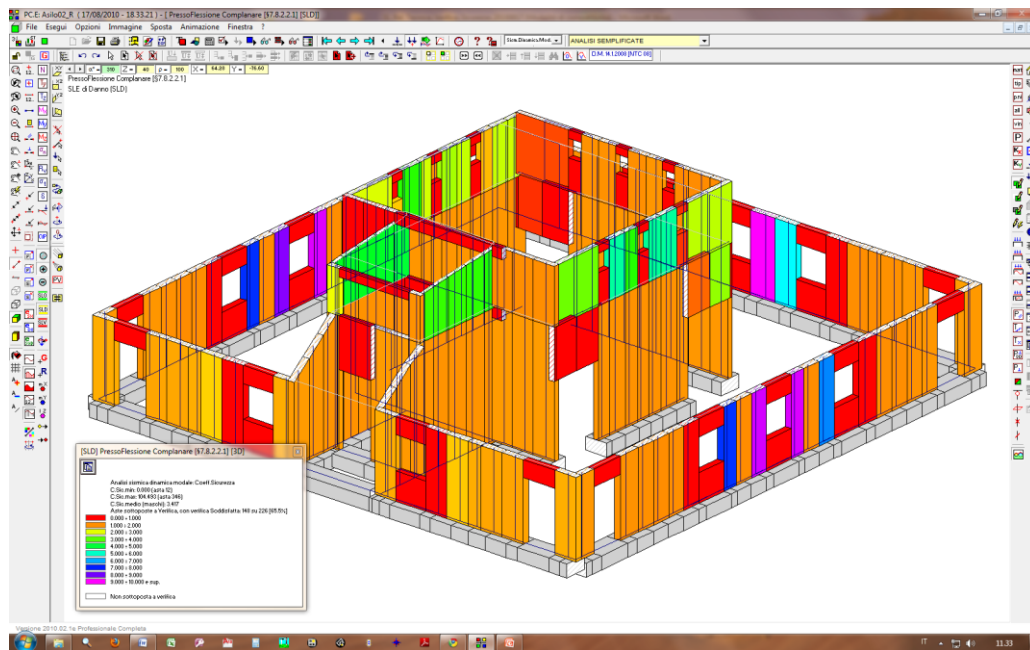 PC.E: Asilo02_R ( 17/08/2010 - 18.33.21 ) - [ PressoFlessione Complanare [§7.8.2.2.1] [SLD]]
File Esegui Opzioni Immagine Sposta Animazione Finestra ?
Sism.Dinamica Mod. ANALISI SEMPLIFICATE
D.M. 14.1.2008 [NTC 08]
PressoFlessione Complanare [§7.8.2.2.1]
SLE di Danno (SLD)
[SLD] PressoFlessione Complanare [§7.8.2.2.1] [3D]
Analisi sismica dinamica modale: Coeff.Sicurezza
C.Sic.min: 0.000 (asta 12)
C.Sic.max: 104.493 (asta 346)
C.Sic.medio (maschi): 3.417
Aste sottoposte a Verifica, con verifica Soddisfatta: 148 su 226 [65.5%]
0.000 ÷ 1.000
1.000 ÷ 2.000
2.000 ÷ 3.000
3.000 ÷ 4.000
4.000 ÷ 5.000
5.000 ÷ 6.000
6.000 ÷ 7.000
7.000 ÷ 8.000
8.000 ÷ 9.000
9.000 ÷ 10.000 e sup.
Non sottoposta a verifica
Versione 2010.02.1e Professionale Completa
IT
11.33